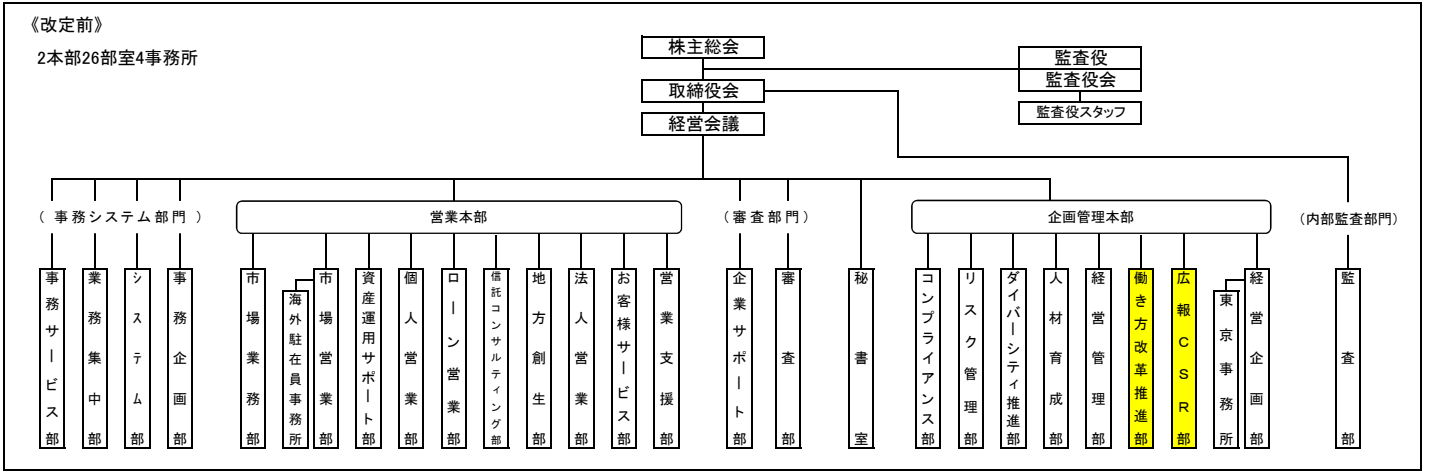 《改定前》
2本部26部室4事務所
株主総会
監査役
監査役会
取締役会
監査役スタッフ
経営会議
(事務システム部門)
営業本部
(審査部門)
企画管理本部
(内部監査部門)
事務サービス部
業務集中部
システム部
事務企画部
市場業務部
海外駐在員事務所
市場営業部
資産運用サポート部
個人営業部
ローン営業部
信託コンサルティング部
地方創生部
法人営業部
お客様サービス部
営業支援部
企業サポート部
審査部
秘書室
コンプライアンス部
リスク管理部
ダイバーシティ推進部
人材育成部
経営管理部
働き方改革推進部
広報CSR部
東京事務所
経営企画部
監査部